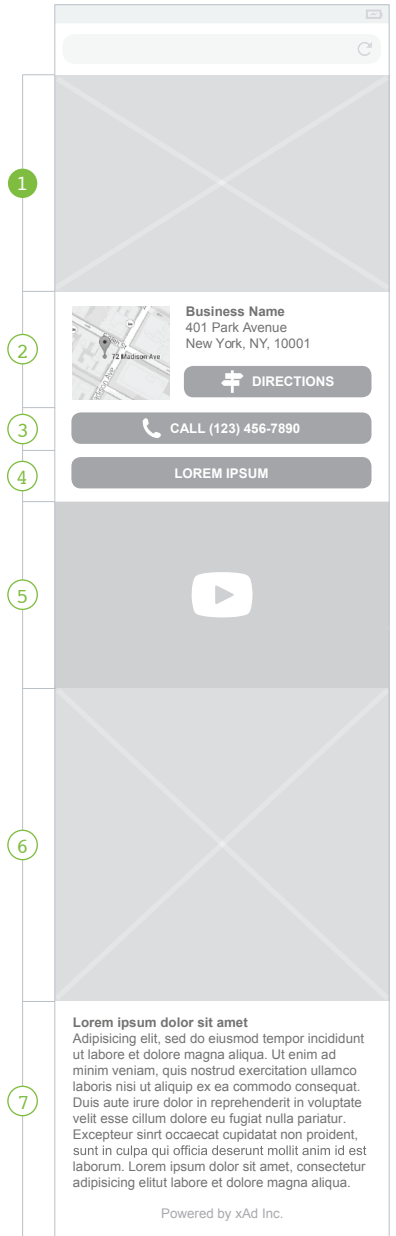 1
Business Name
401 Park Avenue
New York, NY, 10001
2
72 Madison Ave
DIRECTIONS
3
CALL (123) 456-7890
4
LOREM IPSUM
5
6
Lorem ipsum dolor sit amet
Adipisicing elit, sed do eiusmod tempor incididunt
ut labore et dolore magna aliqua. Ut enim ad
minim veniam, quis nostrud exercitation ullamco
laboris nisi ut aliquip ex ea commodo consequat.
7
Duis aute irure dolor in reprehenderit in voluptate
velit esse cillum dolore eu fugiat nulla pariatur.
Excepteur sinrt occaecat cupidatat non proident,
sunt in culpa qui officia deserunt mollit anim id est
laborum. Lorem ipsum dolor sit amet, consectetur
adipisicing elitut labore et dolore magna aliqua.
Powered by xAd Inc.